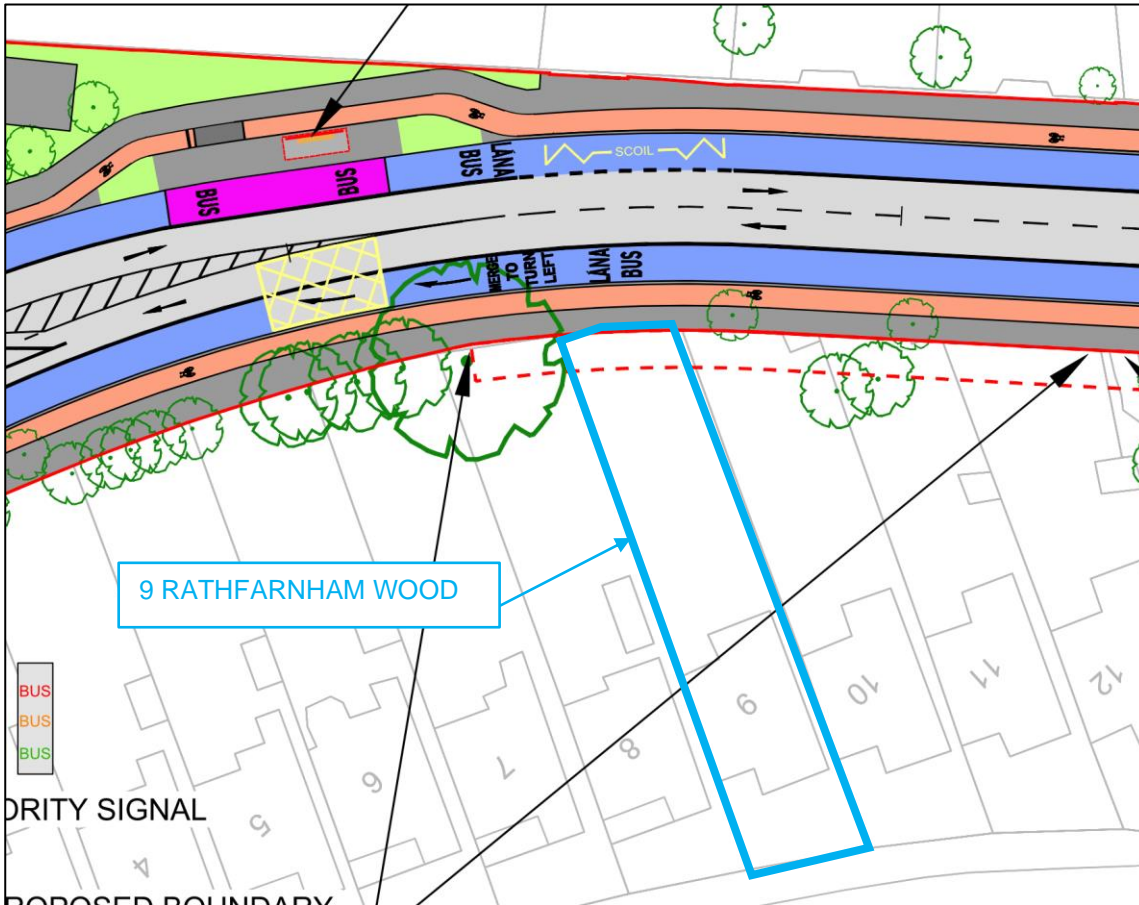 SCOIL
LÁNA
BUS
BUS
BUS
MERGE
TO
TURN
LEFT
LÁNA
BUS
9 RATHFARNHAM WOOD
BUS
BUS
BUS
ORITY SIGNAL
4
5
6
7
8
9
10
11
12
ROPOSED BOUNDARY